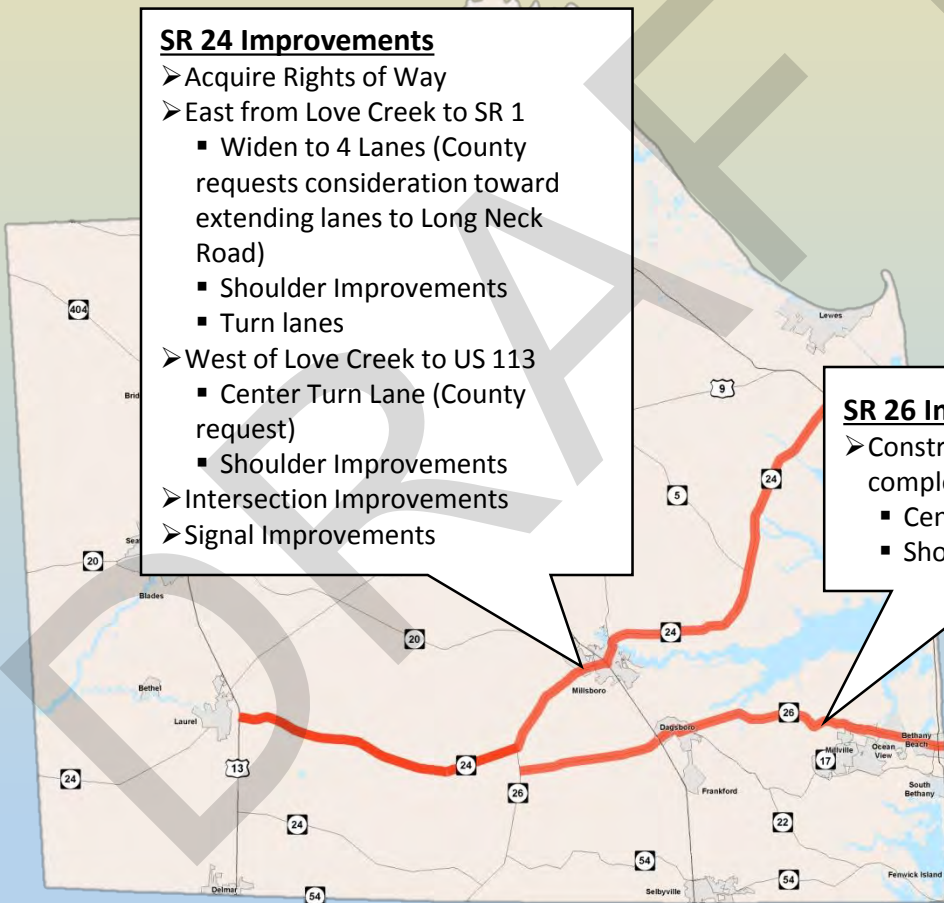 SR 24 Improvements
➢Acquire Rights of Way
➢East from Love Creek to SR 1
▪ Widen to 4 Lanes (County
requests consideration toward
extending lanes to Long Neck
Road)
▪ Shoulder Improvements
▪ Turn lanes
➢West of Love Creek to US 113
▪ Center Turn Lane (County
request)
▪ Shoulder Improvements
➢Intersection Improvements
➢Signal Improvements
404
Lewes
9
SR 26 Im
➢Constr
comple
▪ Cen
▪ Sho
24
5
20
Blades
20
24
Bethel
Millsboro
Laurel
Dagsboro
26
Bethany
Beach
Millville
Ocean
View
17
13
24
24
26
Frankford
South
Bethany
24
22
54
54
Fenwick Island
Delmar
54
Selbyville
DRAF